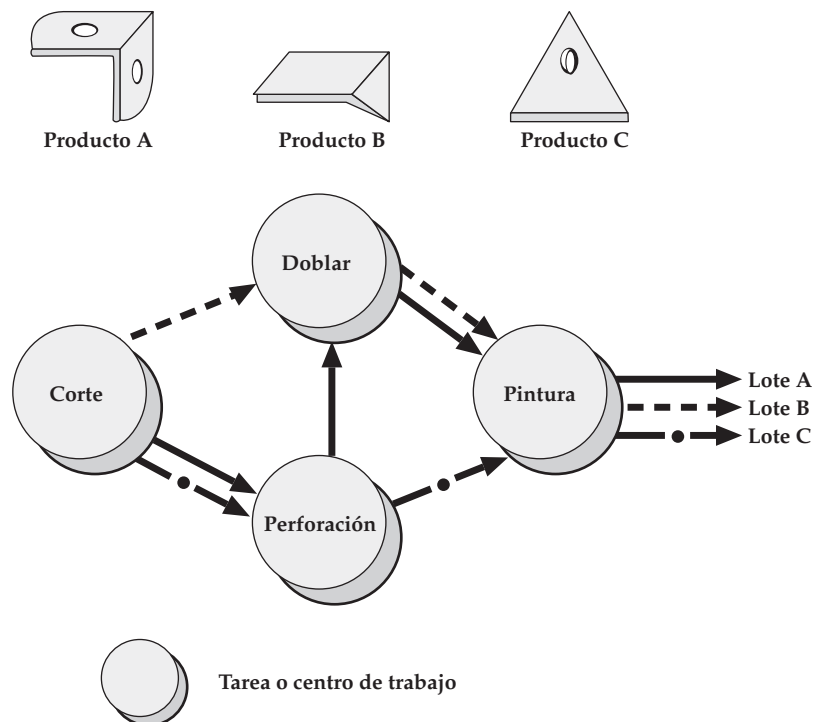 Producto A
Producto B
Producto C
Doblar
Corte
Pintura
Lote A
Lote B
Lote C
Perforación
Tarea o centro de trabajo